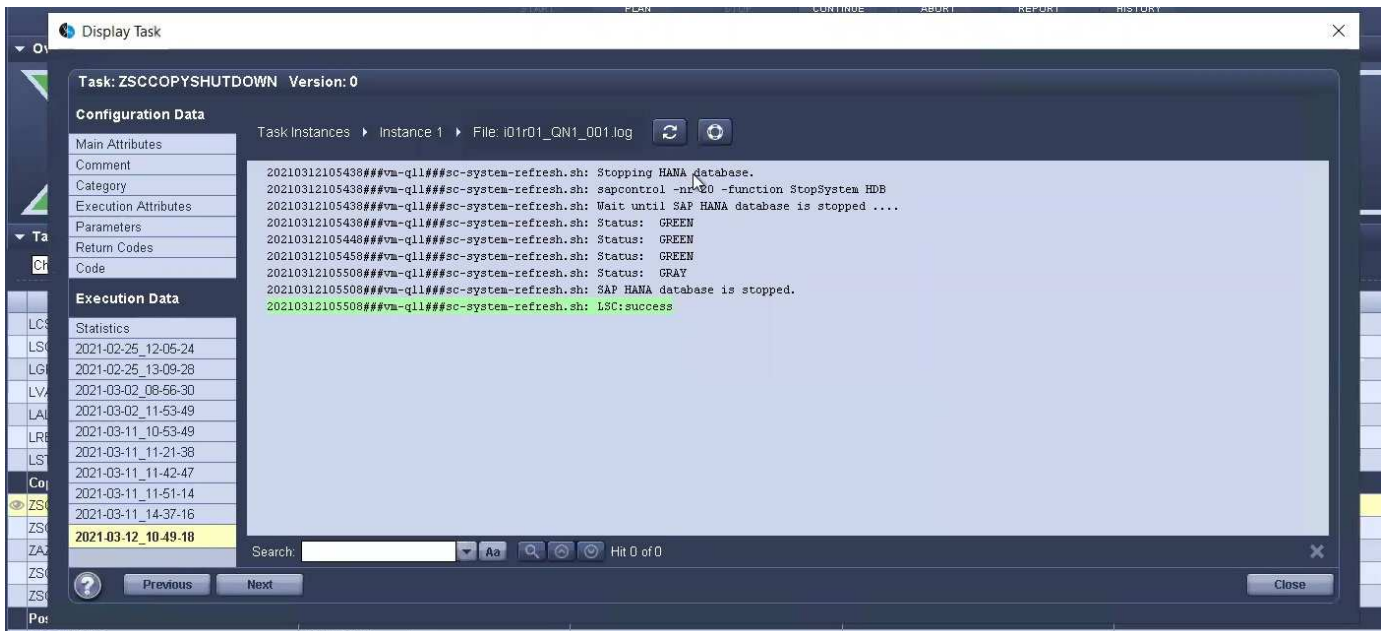 PLAN CONTINUE ABORT REPORT HISTORY
Display Task
Task: ZSCCOPYSHUTDOWN Version: 0
Configuration Data
Main Attributes
Comment
Category
Execution Attributes
Parameters
Return Codes
Code
Execution Data
Statistics
2021-02-25_12-05-24
2021-02-25_13-09-28
2021-03-02_08-56-30
2021-03-02_11-53-49
2021-03-11_10-53-49
2021-03-11_11-21-38
2021-03-11_11-42-47
2021-03-11_11-51-14
2021-03-11_14-37-16
2021-03-12_10-49-18
Task Instances Instance 1 File: i01r01_QN1_001.log
20210312105438###vm-ql1###sc-system-refresh.sh: Stopping HANA database.
20210312105438###vm-ql1###sc-system-refresh.sh: sapcontrol -nr 20 -function StopSystem HDB
20210312105438###vm-ql1###sc-system-refresh.sh: Wait until SAP HANA database is stopped ....
20210312105438###vm-ql1###sc-system-refresh.sh: Status: GREEN
20210312105448###vm-ql1###sc-system-refresh.sh: Status: GREEN
20210312105458###vm-ql1###sc-system-refresh.sh: Status: GREEN
20210312105508###vm-ql1###sc-system-refresh.sh: Status: GRAY
20210312105508###vm-ql1###sc-system-refresh.sh: SAP HANA database is stopped.
20210312105508###vm-ql1###sc-system-refresh.sh: LSC:success
Search: Aa Hit 0 of 0
? Previous Next Close